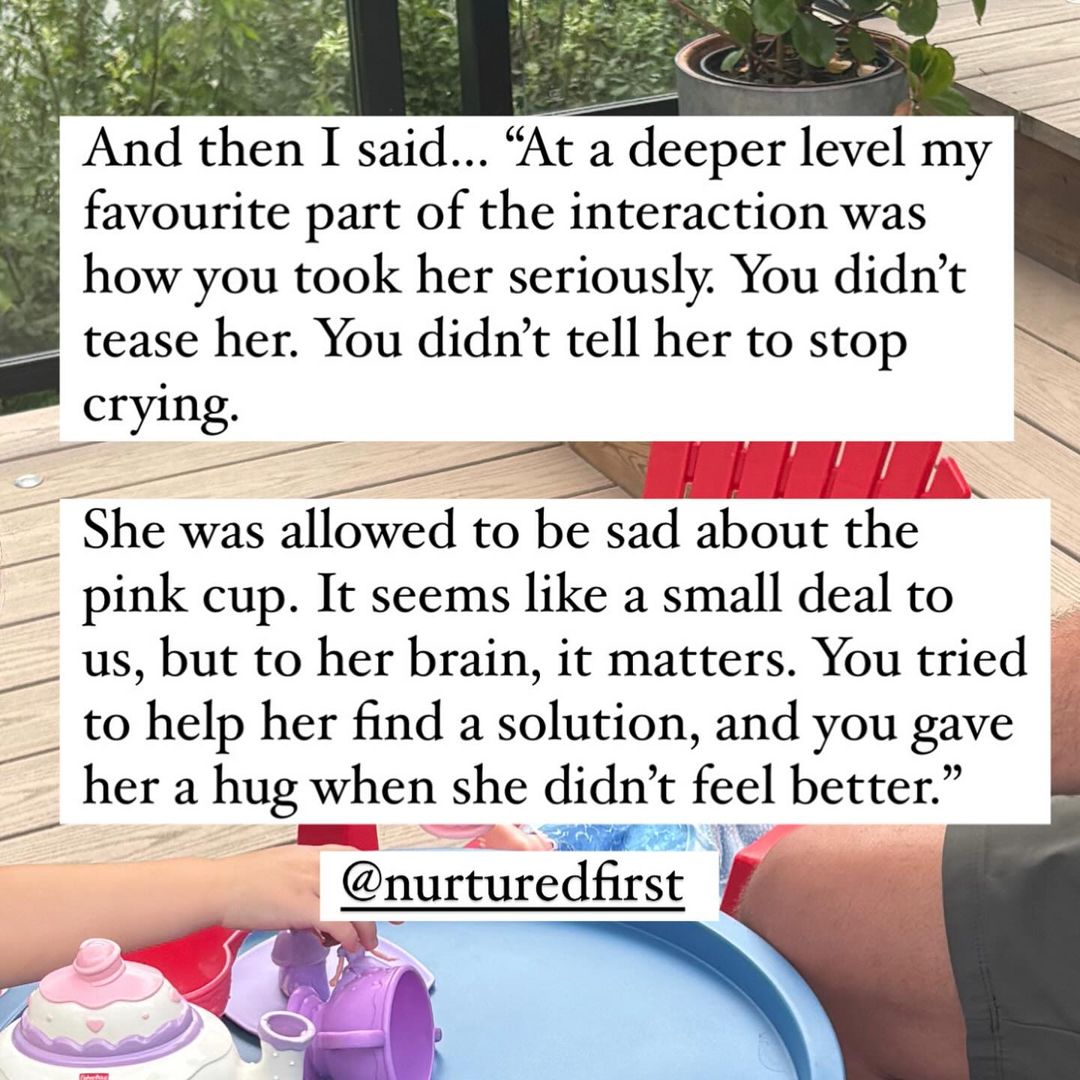 And then I said... “At a deeper level my
favourite part of the interaction was
how you took her seriously. You didn’t
tease her. You didn’t tell her to stop
crying.
She was allowed to be sad about the
pink cup. It seems like a small deal to
us, but to her brain, it matters. You tried
to help her find a solution, and you gave
her a hug when she didn’t feel better.”
@nurturedfirst
Fisher-Price